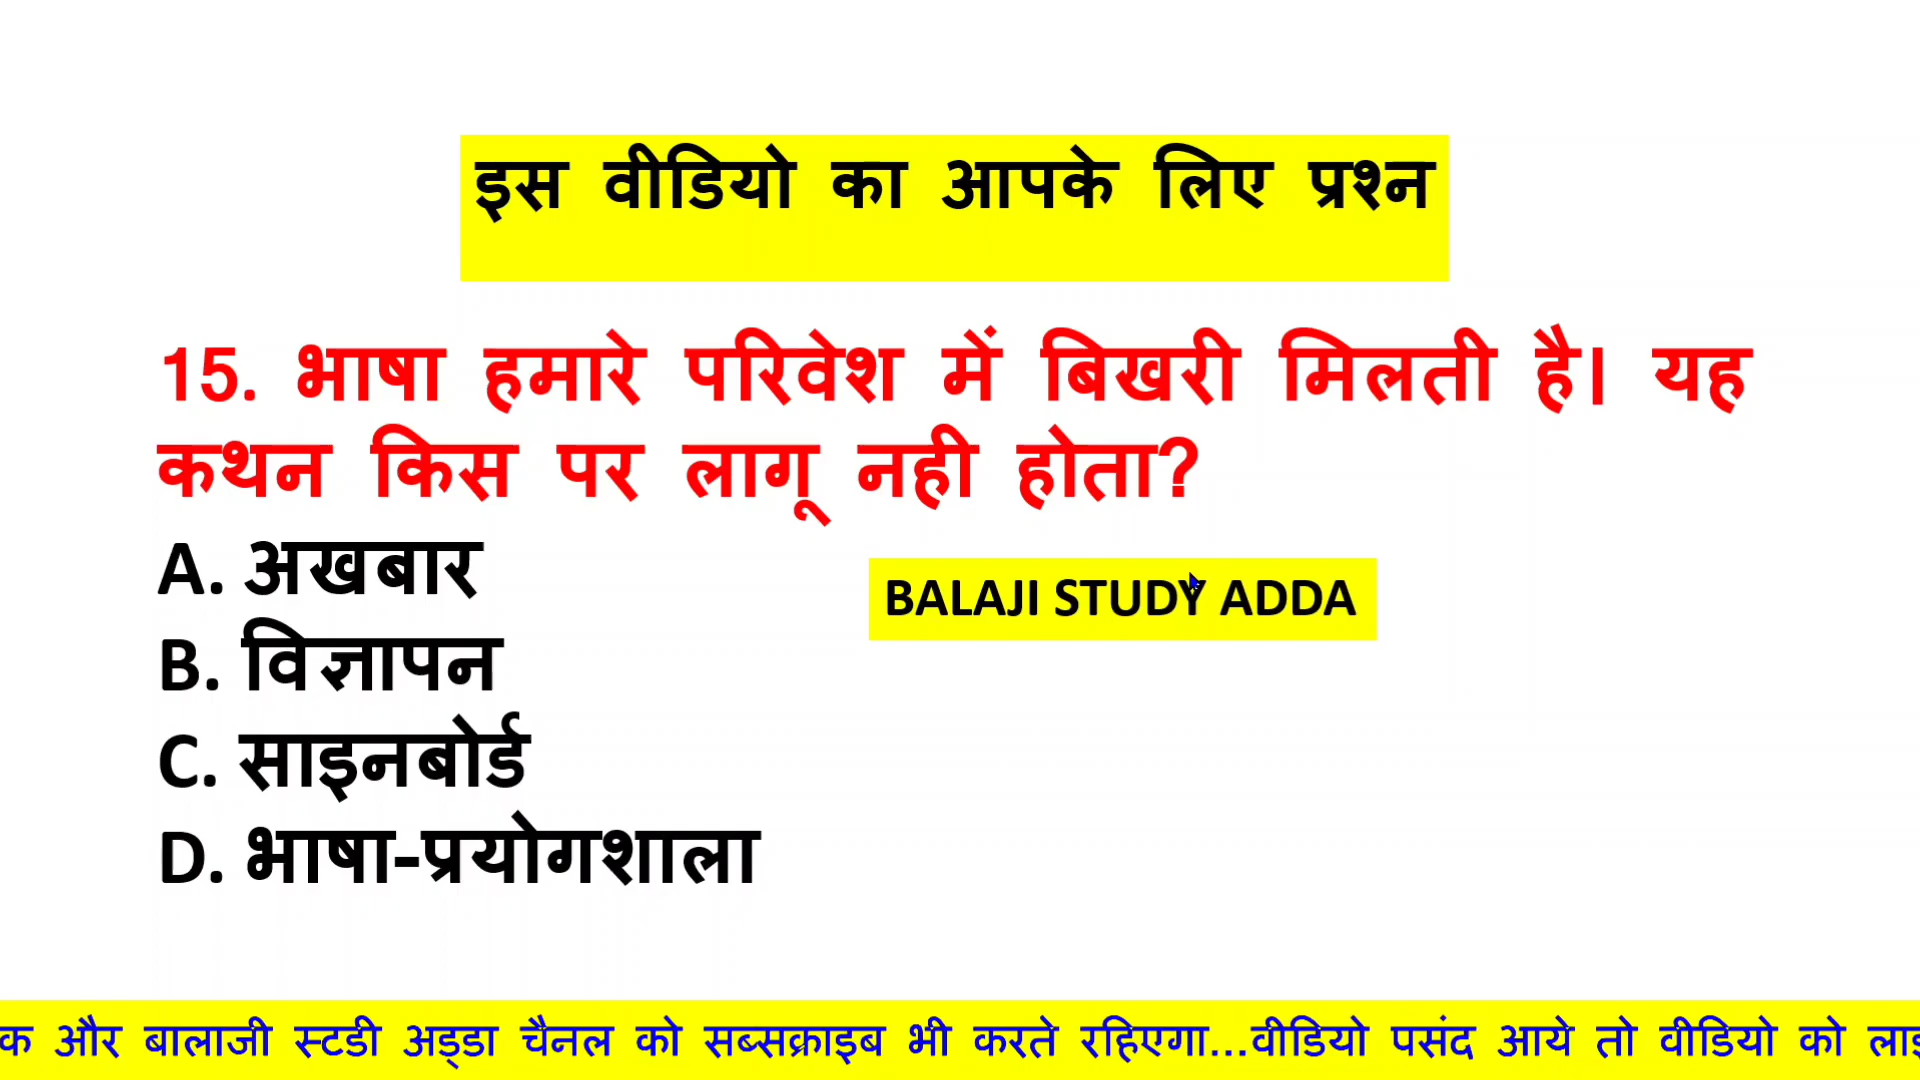 इस वीडियो का आपके लिए प्रश्न
15. भाषा हमारे परिवेश में बिखरी मिलती है। यह
कथन किस पर लागू नही होता?
A. अखबार
BALAJI STUDY ADDA
B. विज्ञापन
C. साइनबोर्ड
D. भाषा-प्रयोगशाला
क और बालाजी स्टडी अड्डा चैनल को सब्सक्राइब भी करते रहिएगा...वीडियो पसंद आये तो वीडियो को लाइ